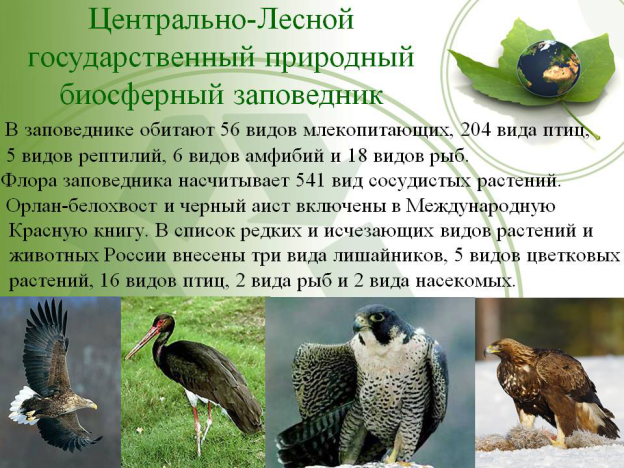 Центрально-Лесной
государственный природный
биосферный заповедник
В заповеднике обитают 56 видов млекопитающих, 204 вида птиц,
5 видов рептилий, 6 видов амфибий и 18 видов рыб.
Флора заповедника насчитывает 541 вид сосудистых растений.
Орлан-белохвост и черный аист включены в Международную
Красную книгу. В список редких и исчезающих видов растений и
животных России внесены три вида лишайников, 5 видов цветковых
растений, 16 видов птиц, 2 вида рыб и 2 вида насекомых.